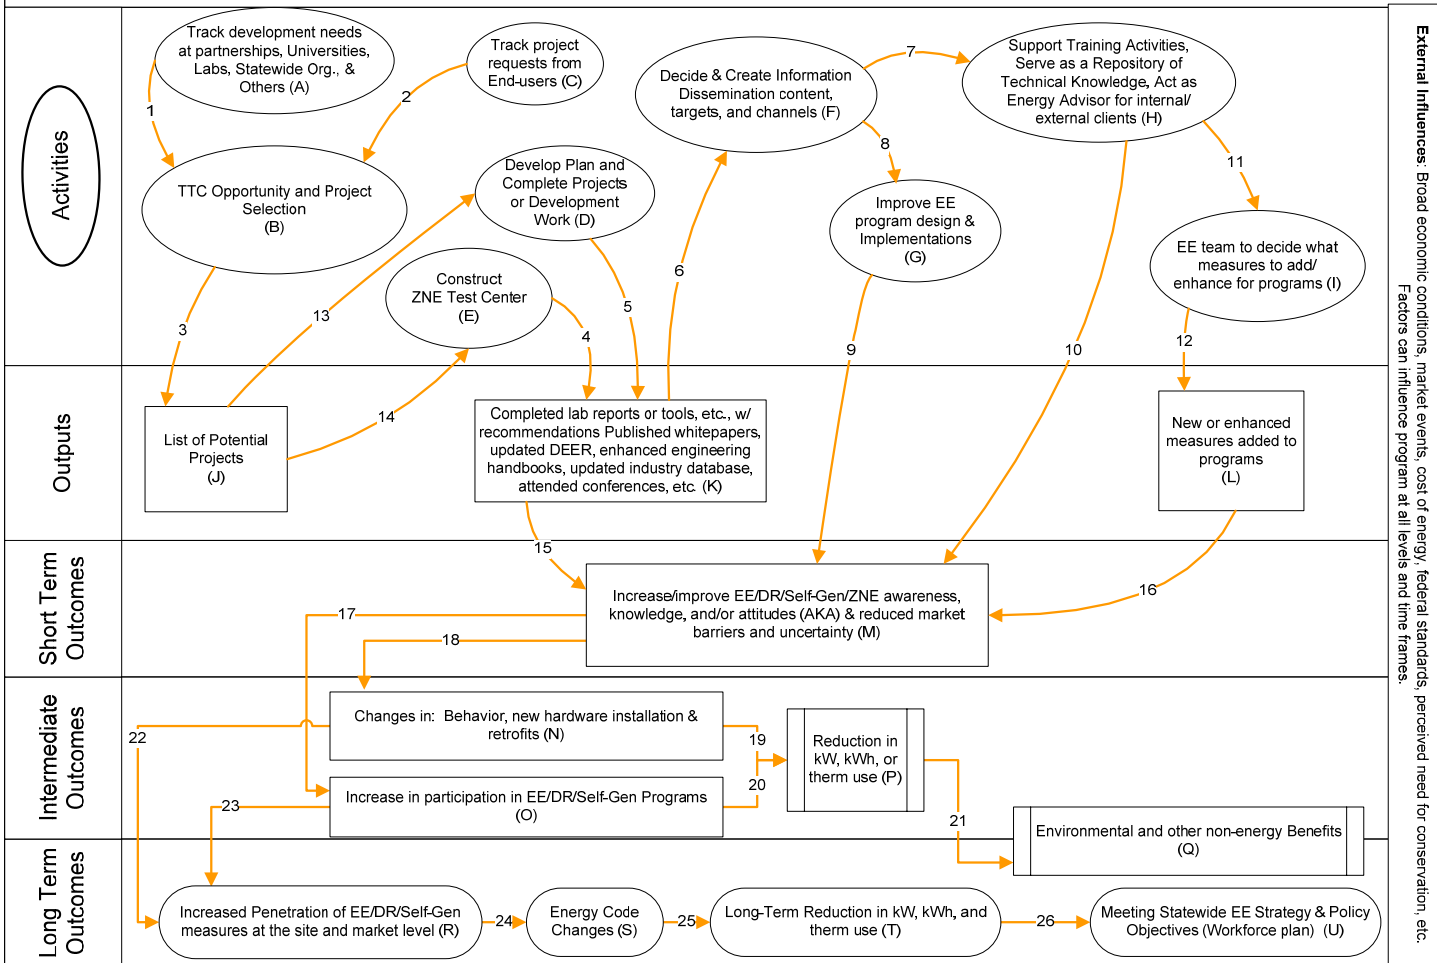 Activities
Track development needs
at partnerships, Universities,
Labs, Statewide Org., &
Others (A)
Track project
requests from
End-users (C)
Decide & Create Information
Dissemination content,
targets, and channels (F)
Support Training Activities,
Serve as a Repository of
Technical Knowledge, Act as
Energy Advisor for internal/
external clients (H)
1
2
7
8
11
TTC Opportunity and Project
Selection
(B)
Develop Plan and
Complete Projects
or Development
Work (D)
Improve EE
program design &
Implementations
(G)
EE team to decide what
measures to add/
enhance for programs (I)
Construct
ZNE Test Center
(E)
3
13
4
5
6
9
10
12
Outputs
14
List of Potential
Projects
(J)
Completed lab reports or tools, etc., w/
recommendations Published whitepapers,
updated DEER, enhanced engineering
handbooks, updated industry database,
attended conferences, etc. (K)
New or enhanced
measures added to
programs
(L)
15
16
Short Term
Outcomes
Increase/improve EE/DR/Self-Gen/ZNE awareness,
knowledge, and/or attitudes (AKA) & reduced market
barriers and uncertainty (M)
17
18
Intermediate
Outcomes
Changes in:  Behavior, new hardware installation &
retrofits (N)
22
19
20
Reduction in
kW, kWh, or
therm use (P)
Increase in participation in EE/DR/Self-Gen Programs
(O)
23
21
Environmental and other non-energy Benefits
(Q)
Long Term
Outcomes
Increased Penetration of EE/DR/Self-Gen
measures at the site and market level (R)
24
Energy Code
Changes (S)
25
Long-Term Reduction in kW, kWh, and
therm use (T)
26
Meeting Statewide EE Strategy & Policy
Objectives (Workforce plan)  (U)
External Influences: Broad economic conditions, market events, cost of energy, federal standards, perceived need for conservation, etc.
Factors can influence program at all levels and time frames.